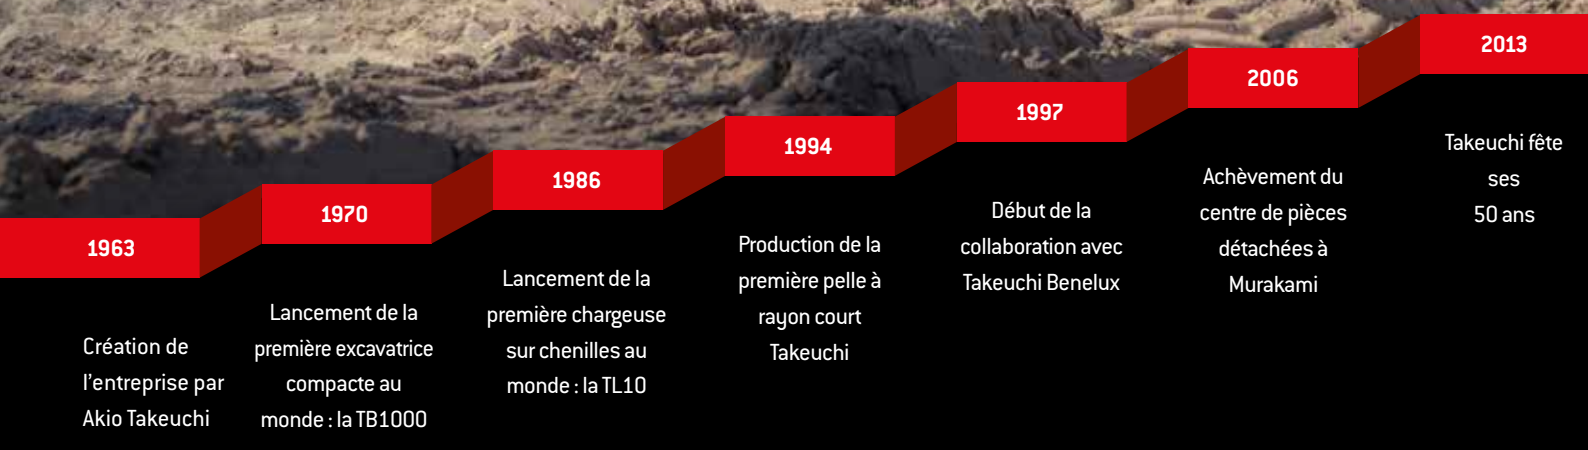 1963
Création de
l'entreprise par
Akio Takeuchi
1970
Lancement de la
première excavatrice
compacte au
monde : la TB1000
1986
Lancement de la
première chargeuse
sur chenilles au
monde : la TL10
1994
Production de la
première pelle à
rayon court
Takeuchi
1997
Début de la
collaboration avec
Takeuchi Benelux
2006
Achèvement du
centre de pièces
détachées à
Murakami
2013
Takeuchi fête
ses
50 ans